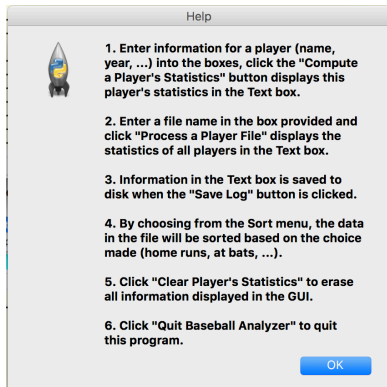 Help
1. Enter information for a player (name,
year, ...) into the boxes, click the "Compute
a Player's Statistics" button displays this
player's statistics in the Text box.
2. Enter a file name in the box provided and
click "Process a Player File" displays the
statistics of all players in the Text box.
3. Information in the Text box is saved to
disk when the "Save Log" button is clicked.
4. By choosing from the Sort menu, the data
in the file will be sorted based on the choice
made (home runs, at bats, ...).
5. Click "Clear Player's Statistics" to erase
all information displayed in the GUI.
6. Click "Quit Baseball Analyzer" to quit
this program.
OK